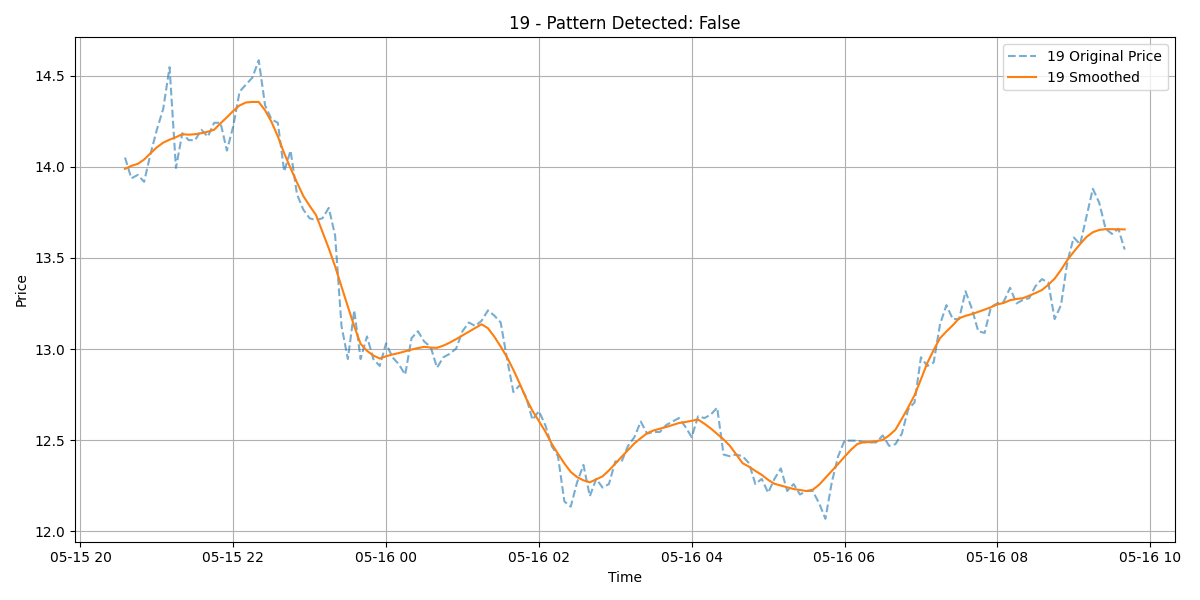 19 - Pattern Detected: False
19 Original Price
19 Smoothed
Price
14.5
14.0
13.5
13.0
12.5
12.0
05-15 20 05-15 22 05-16 00 05-16 02 05-16 04 05-16 06 05-16 08 05-16 10
Time